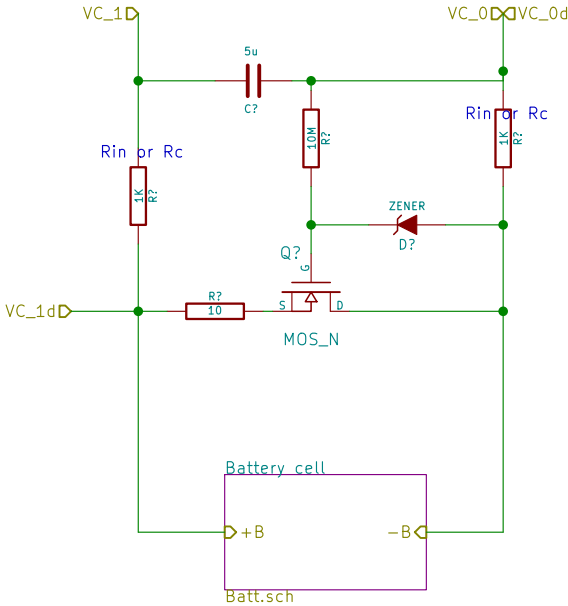 VC_1
VC_0
VC_0d
5u
C?
Rin or Rc
1K
R?
10M
R?
Rin or Rc
1K
R?
ZENER
D?
Q?
G
S
D
MOS_N
VC_1d
R?
10
Battery cell
+B
-B
Batt.sch